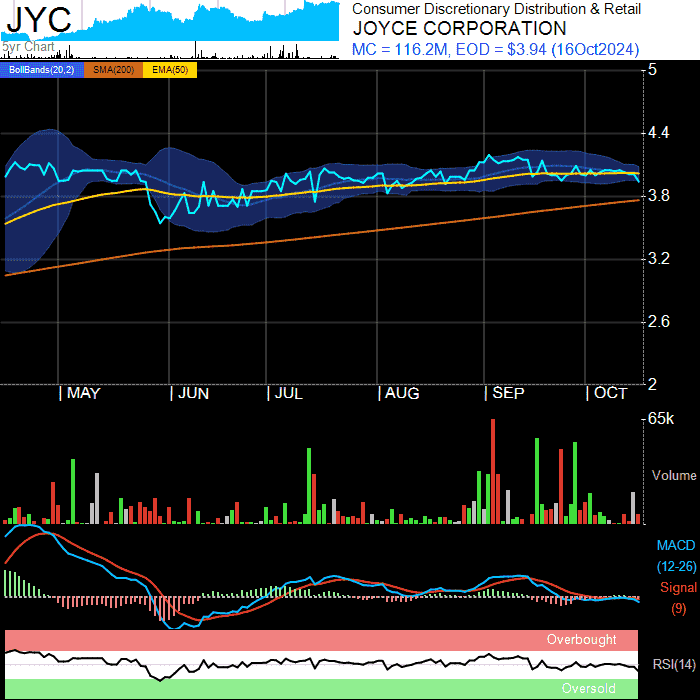 JYC
5yr Chart
Consumer Discretionary Distribution & Retail
JOYCE CORPORATION
MC = 116.2M, EOD = $3.94 (16Oct2024)
BollBands(20,2) SMA(200) EMA(50)
5
4.4
3.8
3.2
2.6
2
MAY JUN JUL AUG SEP OCT
65k
Volume
MACD
(12-26)
Signal
(9)
Overbought
RSI(14)
Oversold